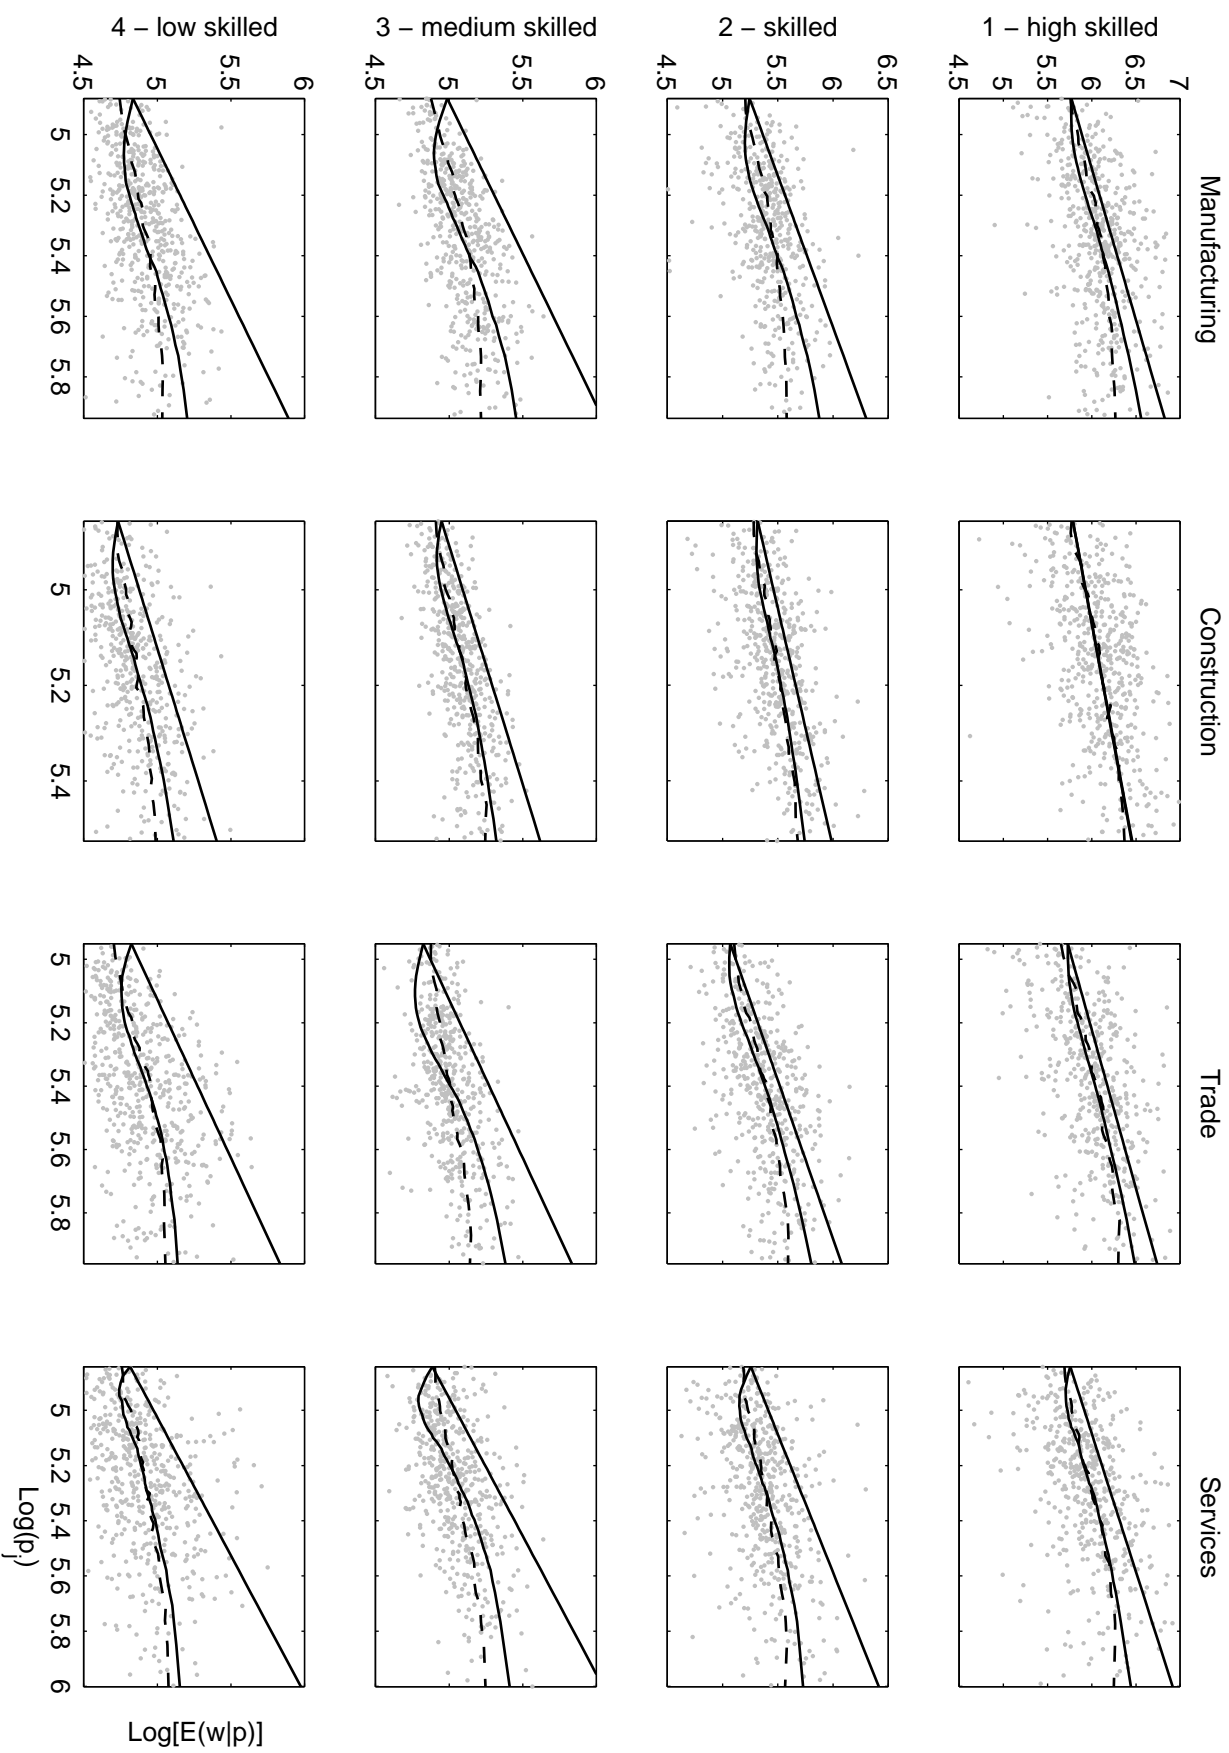 Manufacturing
Construction
Trade
Services
1 − high skilled
7
6.5
6
5.5
5
4.5
2 − skilled
6.5
6
5.5
5
4.5
3 − medium skilled
6
5.5
5
4.5
4 − low skilled
6
5.5
5
4.5
5 5.2 5.4 5.6 5.8
5 5.2 5.4
5 5.2 5.4 5.6 5.8
5 5.2 5.4 5.6 5.8 6
Log(pj)
Log[E(w|p)]